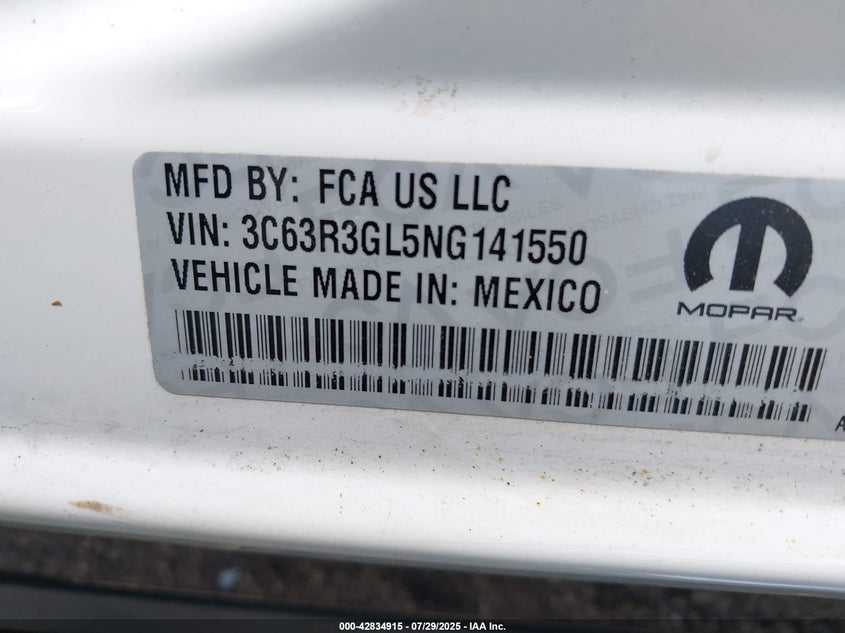 MFD BY: FCA US LLC
VIN: 3C63R3GL5NG141550
VEHICLE MADE IN: MEXICO
MOPAR
000-42834915 - 07/29/2025 - IAA Inc.